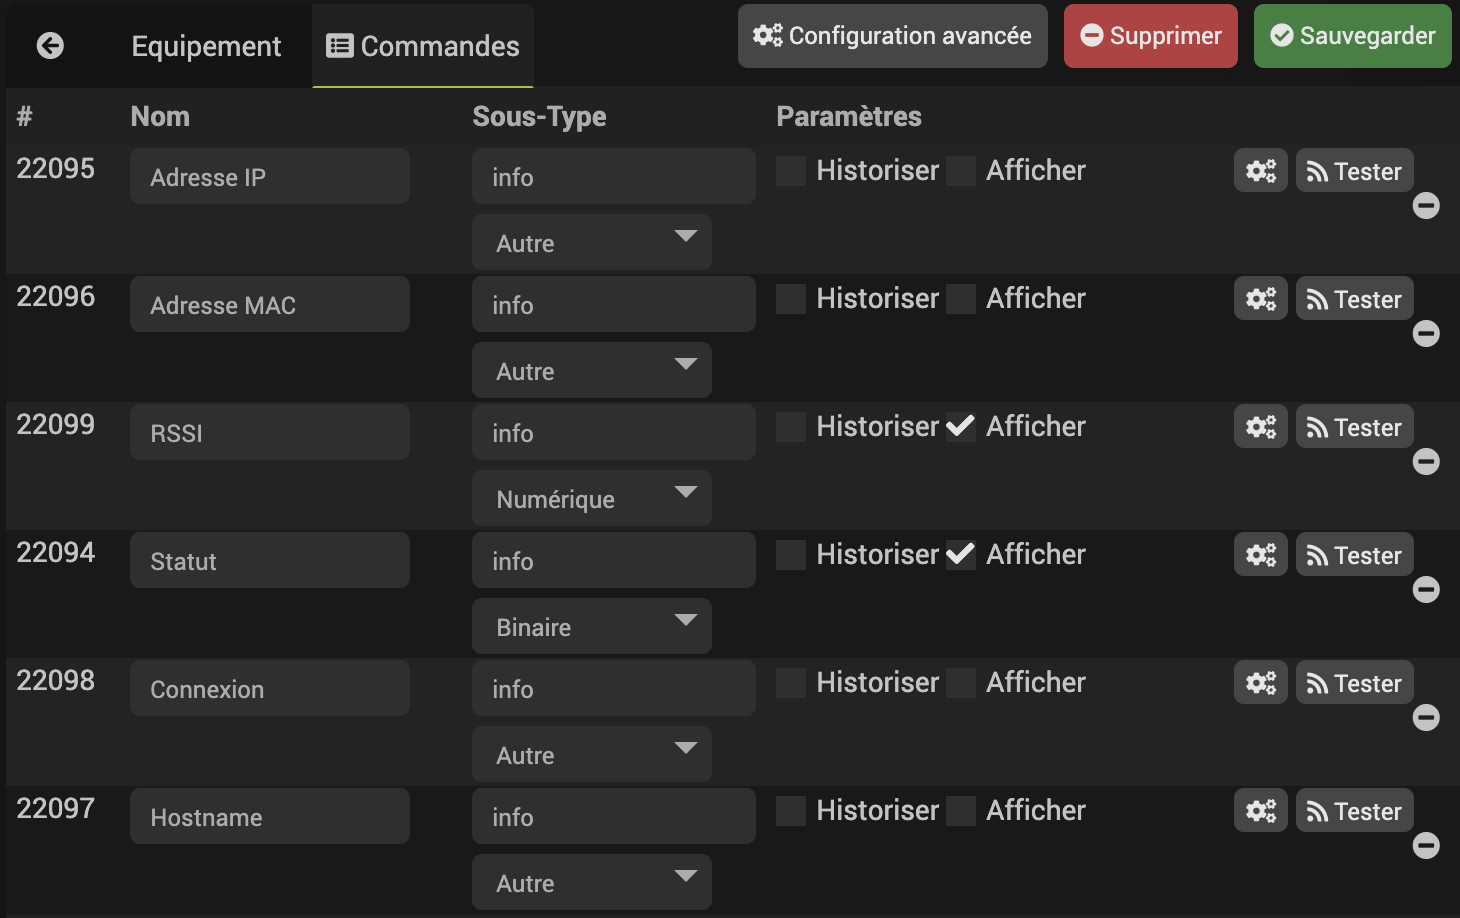 Equipement Commandes Configuration avancée Supprimer Sauvegarder
# Nom Sous-Type Paramètres
22095 Adresse IP info Historiser Afficher Tester
Autre
22096 Adresse MAC info Historiser Afficher Tester
Autre
22099 RSSI info Historiser Afficher Tester
Numérique
22094 Statut info Historiser Afficher Tester
Binaire
22098 Connexion info Historiser Afficher Tester
Autre
22097 Hostname info Historiser Afficher Tester
Autre